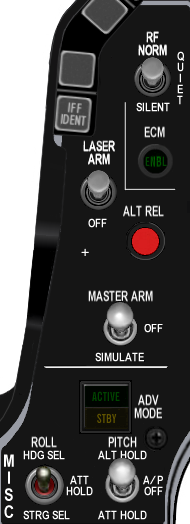 RF
NORM
QUIET
SILENT
IFF
IDENT
ECM
ENBL
LASER
ARM
OFF
ALT REL
MASTER ARM
OFF
SIMULATE
ACTIVE
STBY
ADV
MODE
ROLL
HDG SEL
ATT
HOLD
STRG SEL
PITCH
ALT HOLD
A/P
OFF
ATT HOLD
MISC